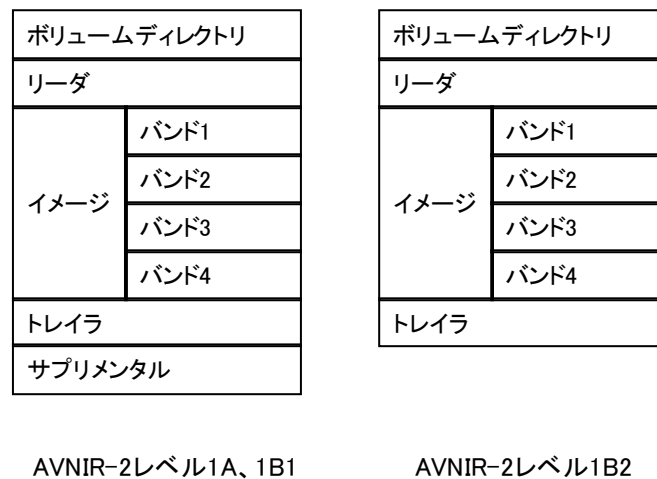 ボリュームディレクトリ
リーダ
イメージ
バンド1
バンド2
バンド3
バンド4
トレイラ
サプリメンタル
AVNIR-2レベル1A、1B1
ボリュームディレクトリ
リーダ
イメージ
バンド1
バンド2
バンド3
バンド4
トレイラ
AVNIR-2レベル1B2